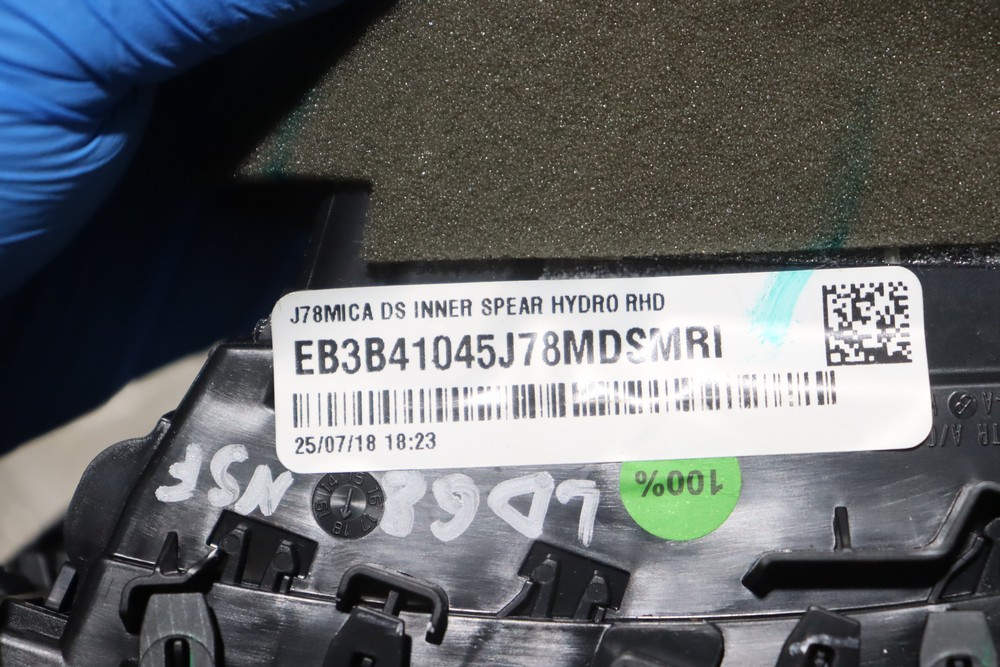 J78MICA DS INNER SPEAR HYDRO RHD
EB3B41045J78MDSMRI
25/07/18 18:23
100%
LD68 NSF